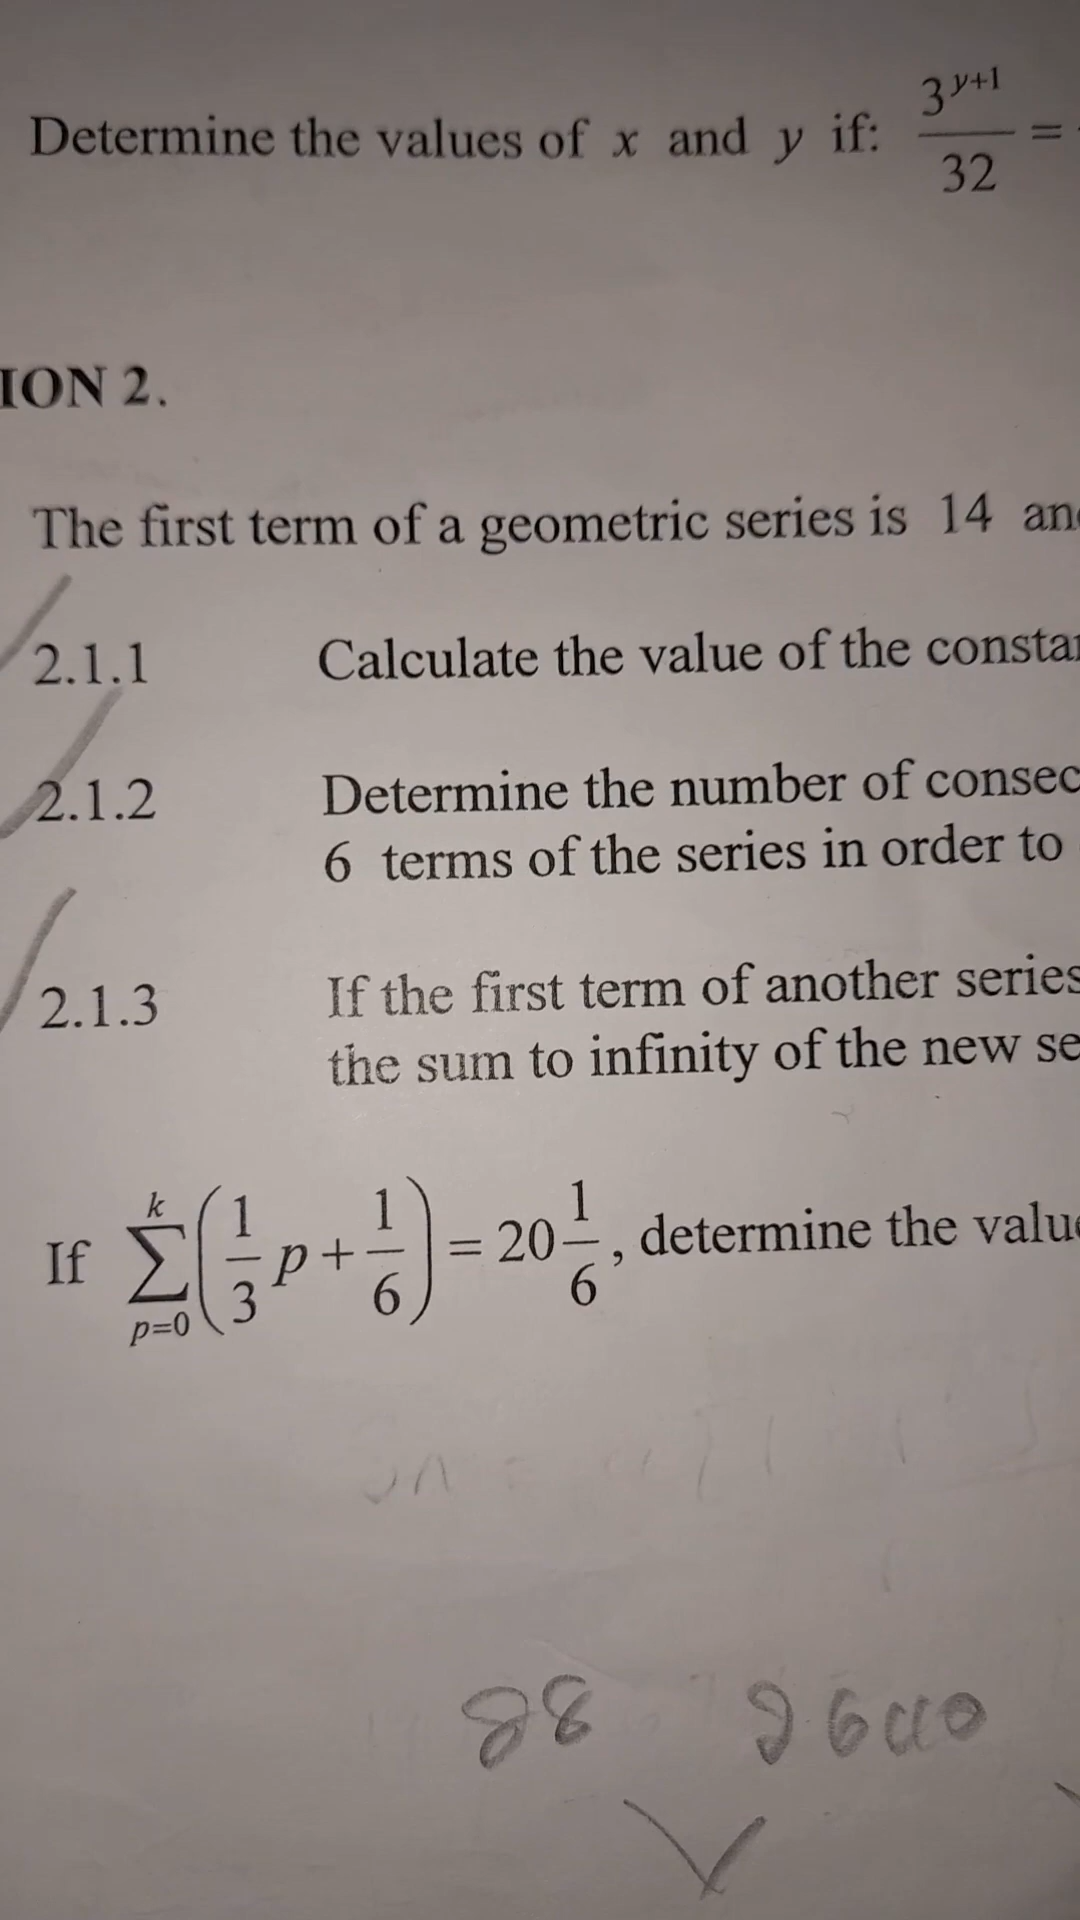 Determine the values of x and y if: 3^{y+1}/32 =
ION 2.
The first term of a geometric series is 14 an
2.1.1 Calculate the value of the consta
2.1.2 Determine the number of consec
6 terms of the series in order to
2.1.3 If the first term of another series
the sum to infinity of the new se
If \sum_{p=0}^{k} (1/3 p + 1/6) = 20 1/6, determine the valu